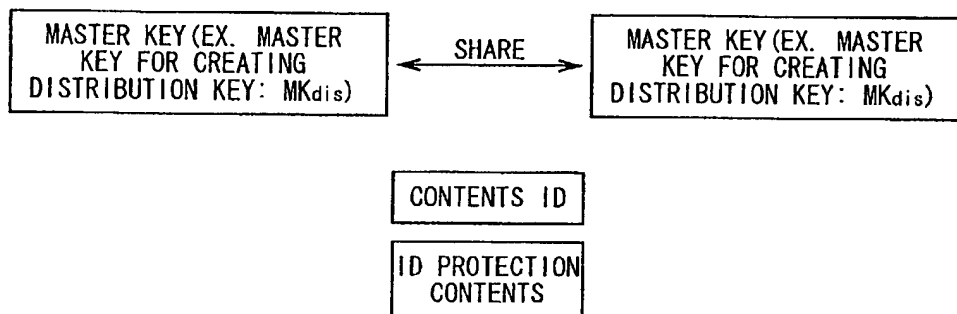 MASTER KEY(EX. MASTER
KEY FOR CREATING
DISTRIBUTION KEY: MKdis)
SHARE
MASTER KEY(EX. MASTER
KEY FOR CREATING
DISTRIBUTION KEY: MKdis)
CONTENTS ID
ID PROTECTION
CONTENTS